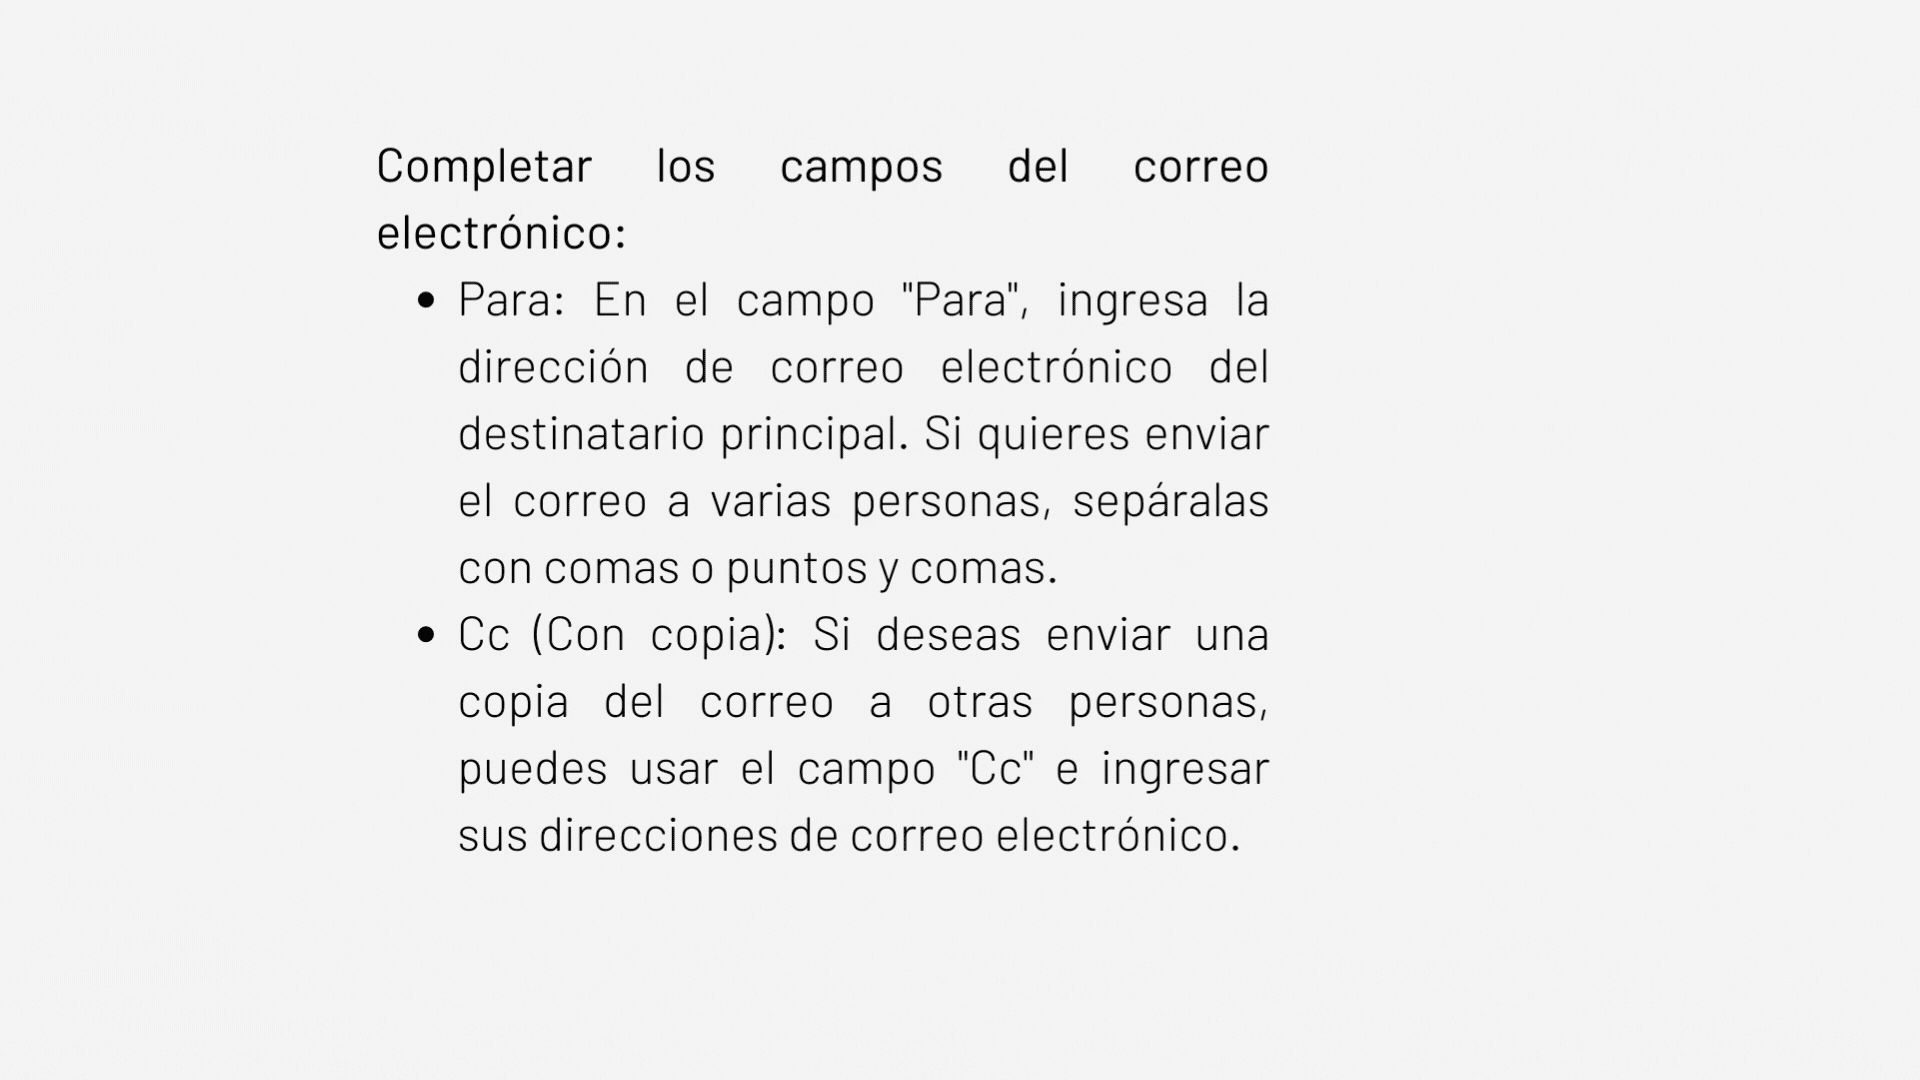 Completar los campos del correo
electrónico:
• Para: En el campo "Para", ingresa la
dirección de correo electrónico del
destinatario principal. Si quieres enviar
el correo a varias personas, sepáralas
con comas o puntos y comas.
• Cc (Con copia): Si deseas enviar una
copia del correo a otras personas,
puedes usar el campo "Cc" e ingresar
sus direcciones de correo electrónico.